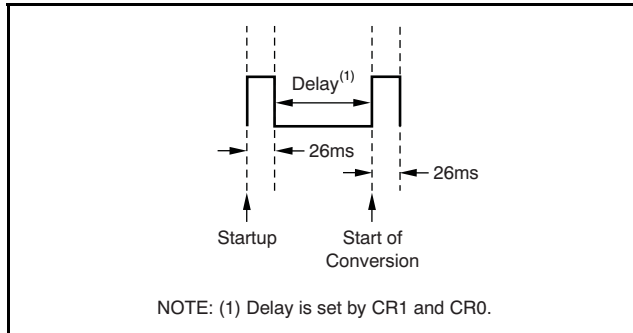 Delay(1)
26ms
26ms
Startup
Start of
Conversion
NOTE: (1) Delay is set by CR1 and CR0.